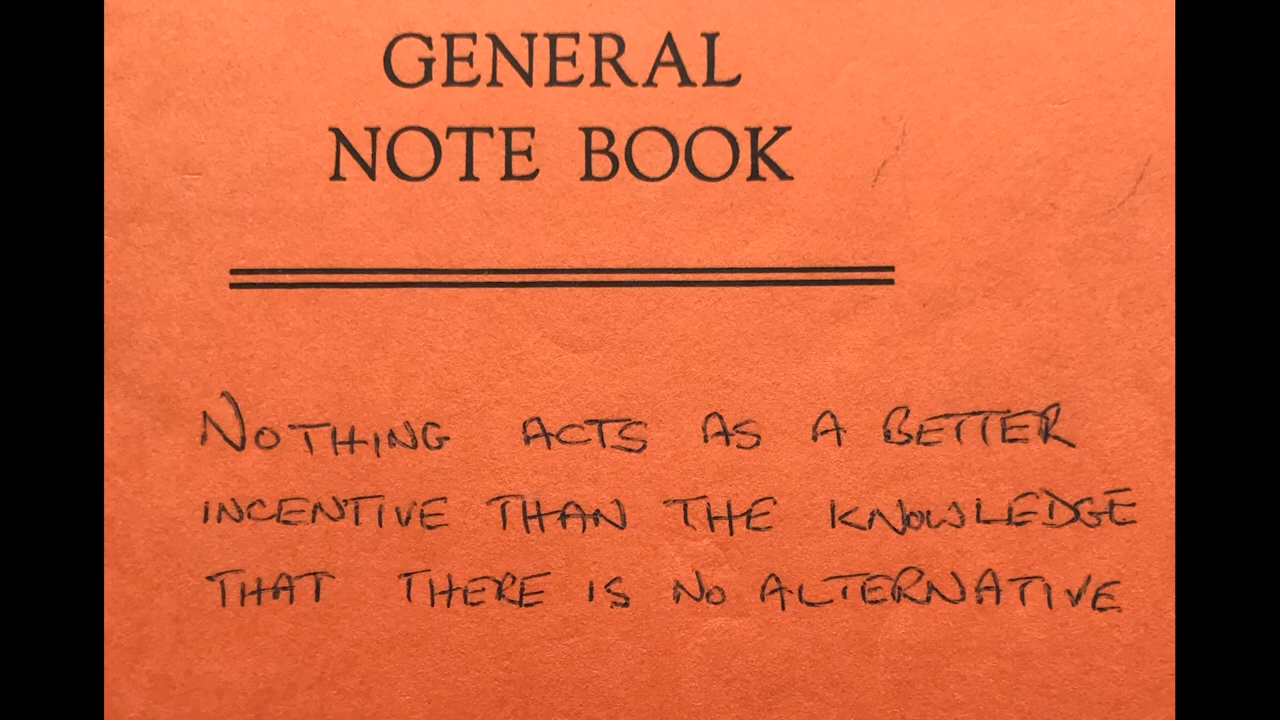 GENERAL
NOTE BOOK
NOTHING ACTS AS A BETTER
INCENTIVE THAN THE KNOWLEDGE
THAT THERE IS NO ALTERNATIVE